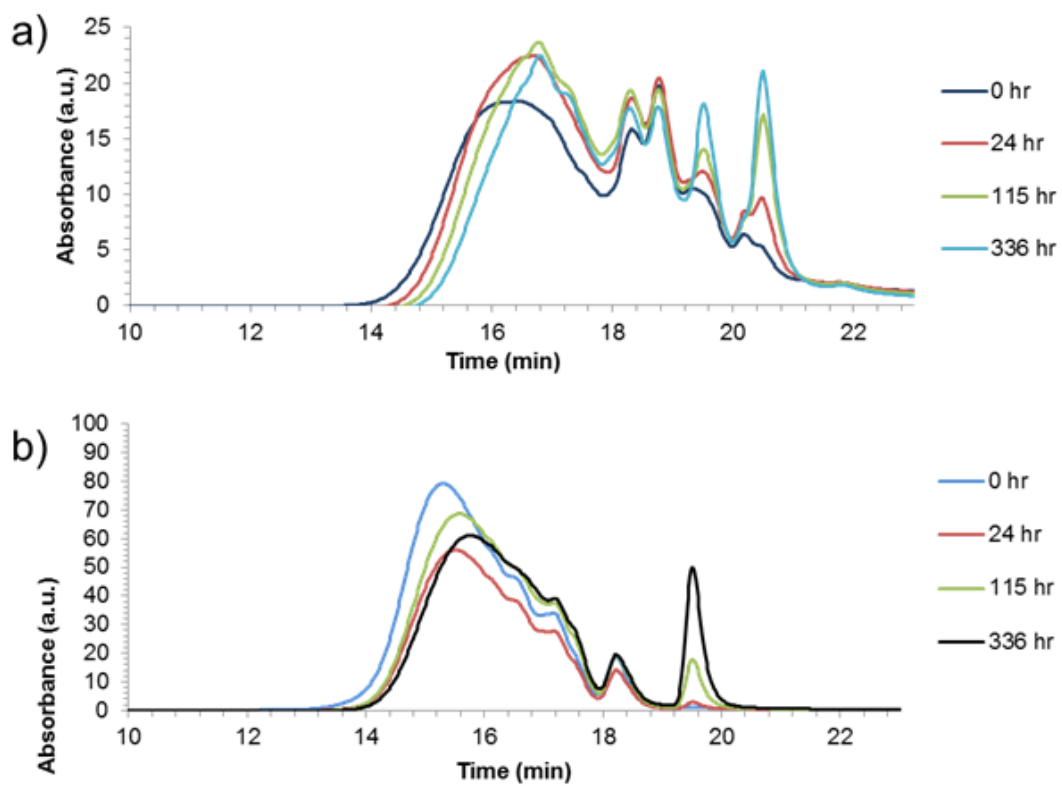 a)
Absorbance (a.u.)
25
20
15
10
5
0
10 12 14 16 18 20 22
Time (min)
0 hr
24 hr
115 hr
336 hr
b)
Absorbance (a.u.)
100
90
80
70
60
50
40
30
20
10
0
10 12 14 16 18 20 22
Time (min)
0 hr
24 hr
115 hr
336 hr